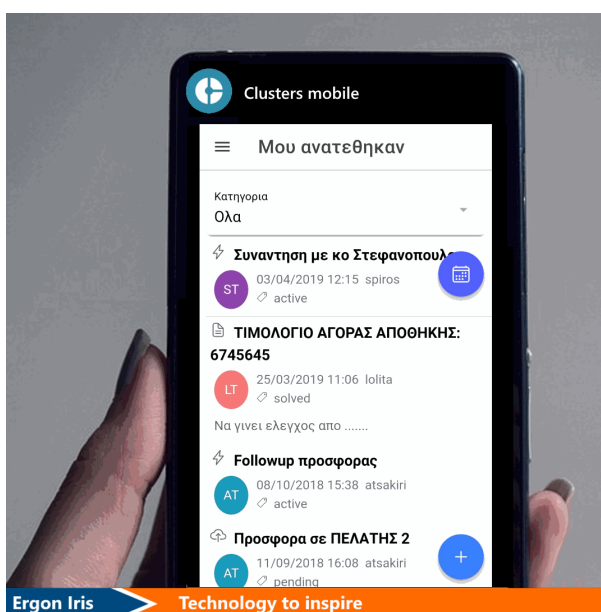 Clusters mobile
Μου ανατεθηκαν
Κατηγορια
Ολα
Συναντηση με κο
03/04/2019 12:15 spiros
ST
active
ΤΙΜΟΛΟΓΙΟ ΑΓΟΡΑΣ ΑΠΟΘΗΚΗΣ:
6745645
25/03/2019 11:06 lolita
LT
solved
Να γινει ελεγχος απο .......
Followup προσφορας
08/10/2018 15:38 atsakiri
AT
active
Προσφορα σε ΠΕΛΑΤΗΣ 2
11/09/2018 16:08 atsakiri
AT
pending
Ergon Iris
Technology to inspire